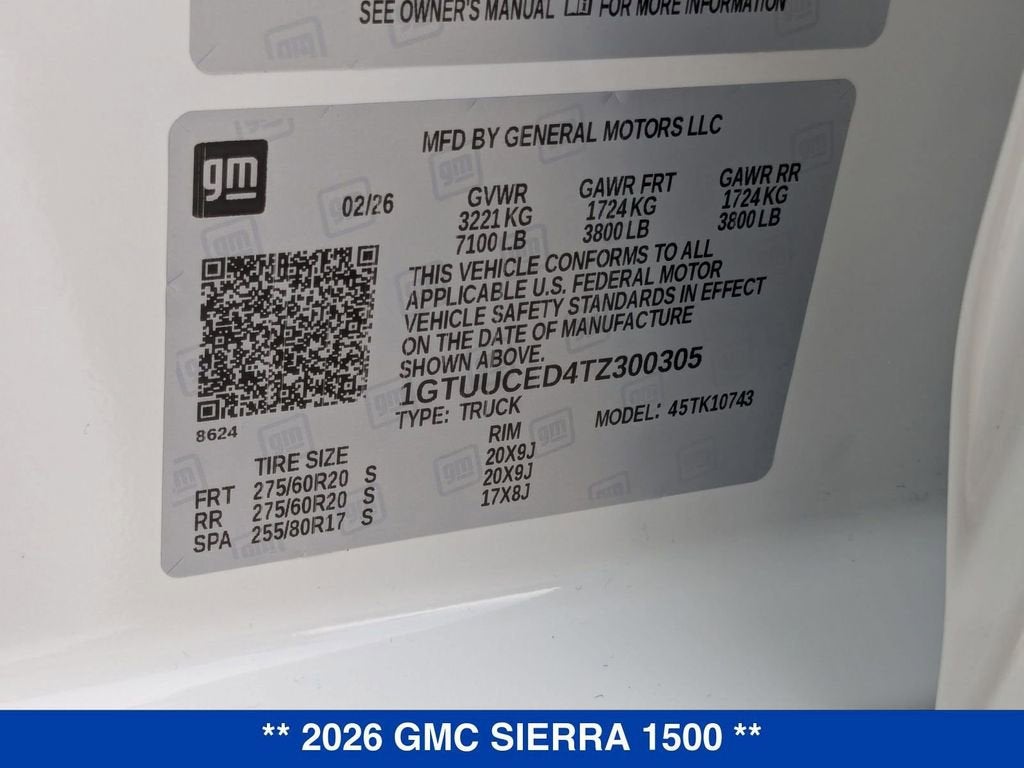 SEE OWNER'S MANUAL FOR MORE INFORMATION
gm
MFD BY GENERAL MOTORS LLC
02/26
GVWR
3221 KG
7100 LB
GAWR FRT
1724 KG
3800 LB
GAWR RR
1724 KG
3800 LB
THIS VEHICLE CONFORMS TO ALL
APPLICABLE U.S. FEDERAL MOTOR
VEHICLE SAFETY STANDARDS IN EFFECT
ON THE DATE OF MANUFACTURE
SHOWN ABOVE.
1GTUUCED4TZ300305
TYPE: TRUCK MODEL: 45TK10743
8624
TIRE SIZE RIM
FRT 275/60R20 S 20X9J
RR 275/60R20 S 20X9J
SPA 255/80R17 S 17X8J
** 2026 GMC SIERRA 1500 **